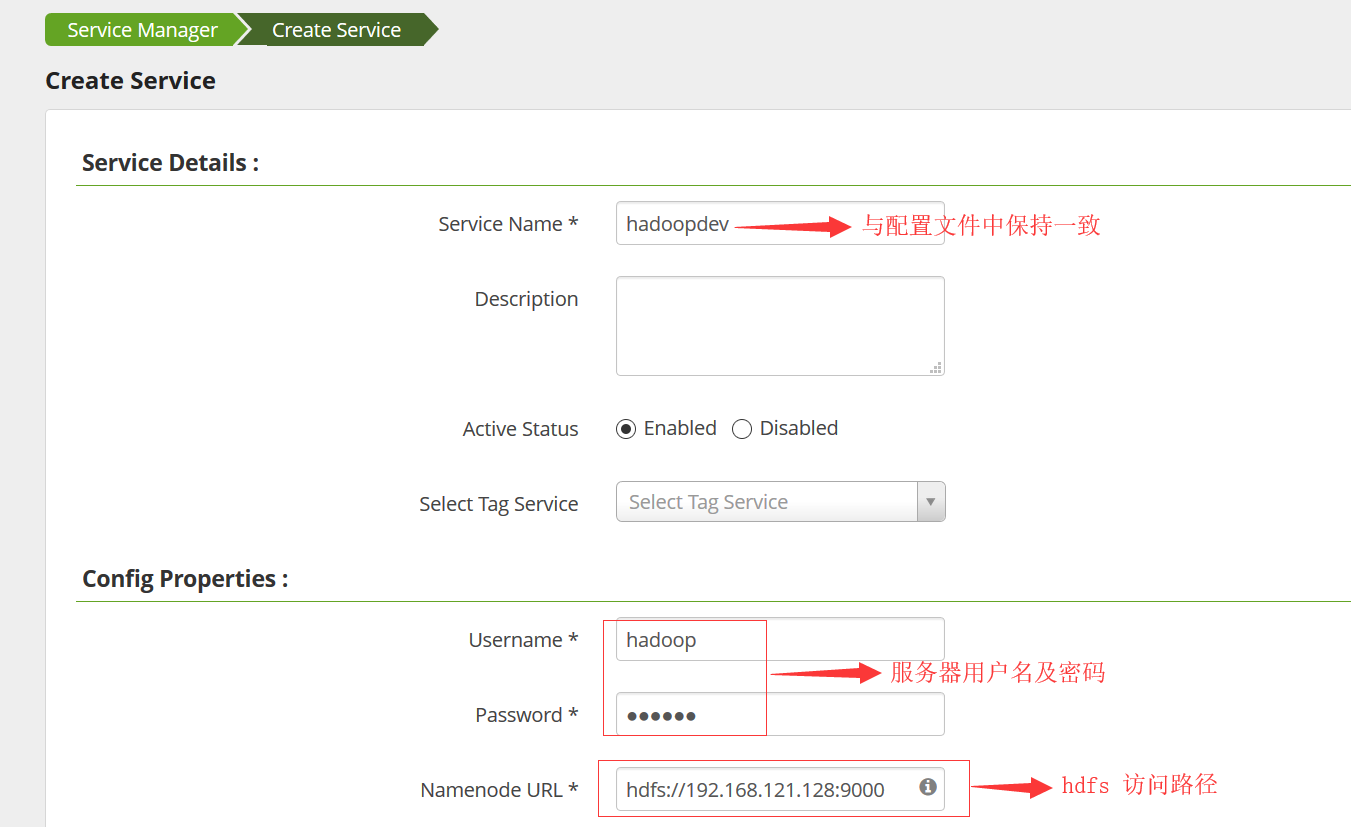 Service Manager Create Service
Create Service
Service Details :
Service Name * hadoopdev 与配置文件中保持一致
Description
Active Status Enabled Disabled
Select Tag Service Select Tag Service
Config Properties :
Username * hadoop
服务器用户名及密码
Password * ●●●●●●
Namenode URL * hdfs://192.168.121.128:9000 hdfs 访问路径